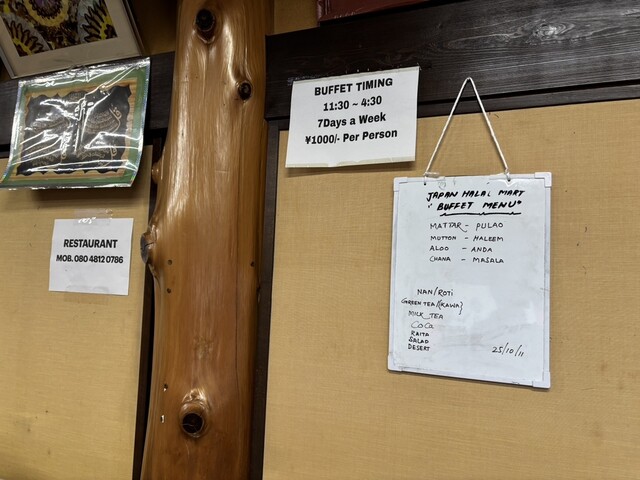 RESTAURANT
MOB. 080 4812 0786
BUFFET TIMING
11:30 ~ 4:30
7Days a Week
¥1000/- Per Person
JAPAN HALAL MART
"BUFFET MENU"
MATTAR - PULAO
MUTTON - HALEEM
ALOO - ANDA
CHANA - MASALA
NAN/ROTI
GREEN TEA/(KAWA}
MILK TEA
COCA
RAITA
SALAD
DESERT
25/10/11